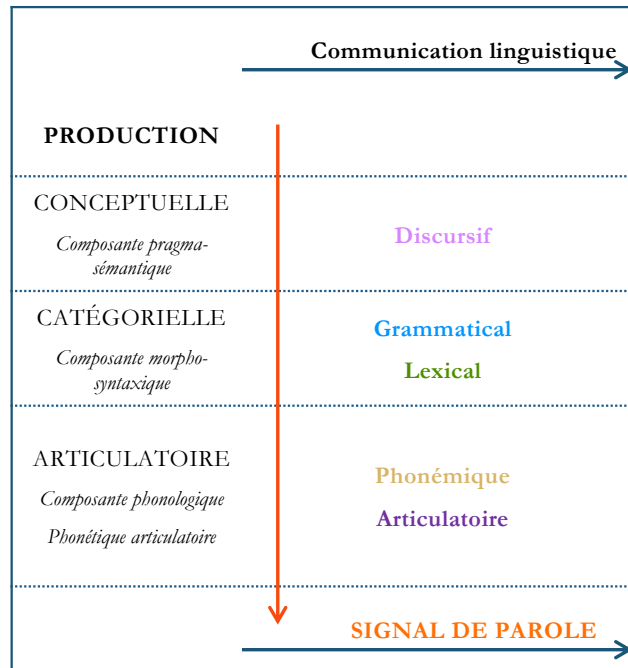 Communication linguistique
PRODUCTION
CONCEPTUELLE
Composante pragma-
sémantique
Discursif
CATÉGORIELLE
Composante morpho-
syntaxique
Grammatical
Lexical
ARTICULATOIRE
Composante phonologique
Phonétique articulatoire
Phonémique
Articulatoire
SIGNAL DE PAROLE